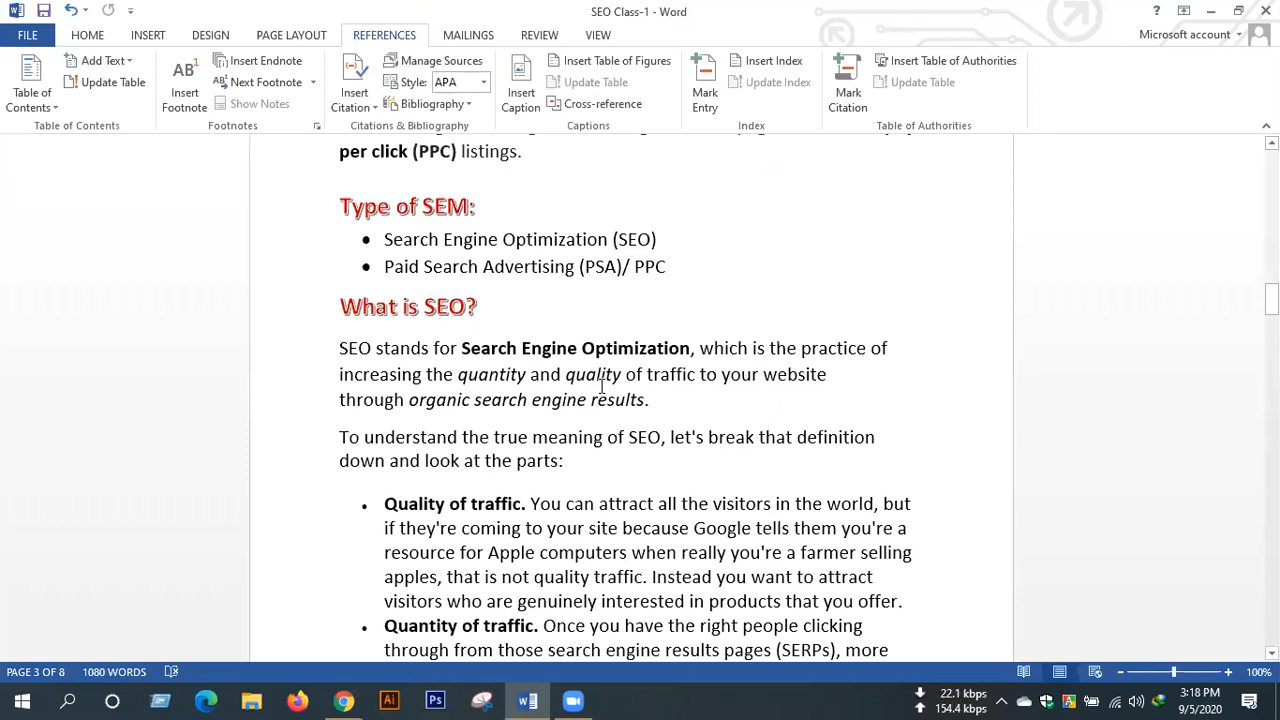 SEO Class-1 - Word
FILE HOME INSERT DESIGN PAGE LAYOUT REFERENCES MAILINGS REVIEW VIEW Microsoft account
Table of Contents
Add Text
Update Table
Table of Contents
AB1
Insert Footnote
Insert Endnote
Next Footnote
Show Notes
Footnotes
Insert Citation
Manage Sources
Style: APA
Bibliography
Citations & Bibliography
Insert Caption
Insert Table of Figures
Update Table
Cross-reference
Captions
Mark Entry
Insert Index
Update Index
Index
Mark Citation
Insert Table of Authorities
Update Table
Table of Authorities
per click (PPC) listings.
Type of SEM:
• Search Engine Optimization (SEO)
• Paid Search Advertising (PSA)/ PPC
What is SEO?
SEO stands for Search Engine Optimization, which is the practice of
increasing the quantity and quality of traffic to your website
through organic search engine results.
To understand the true meaning of SEO, let's break that definition
down and look at the parts:
• Quality of traffic. You can attract all the visitors in the world, but
if they're coming to your site because Google tells them you're a
resource for Apple computers when really you're a farmer selling
apples, that is not quality traffic. Instead you want to attract
visitors who are genuinely interested in products that you offer.
• Quantity of traffic. Once you have the right people clicking
through from those search engine results pages (SERPs), more
PAGE 3 OF 8 1080 WORDS 100%
22.1 kbps
154.4 kbps
3:18 PM
9/5/2020